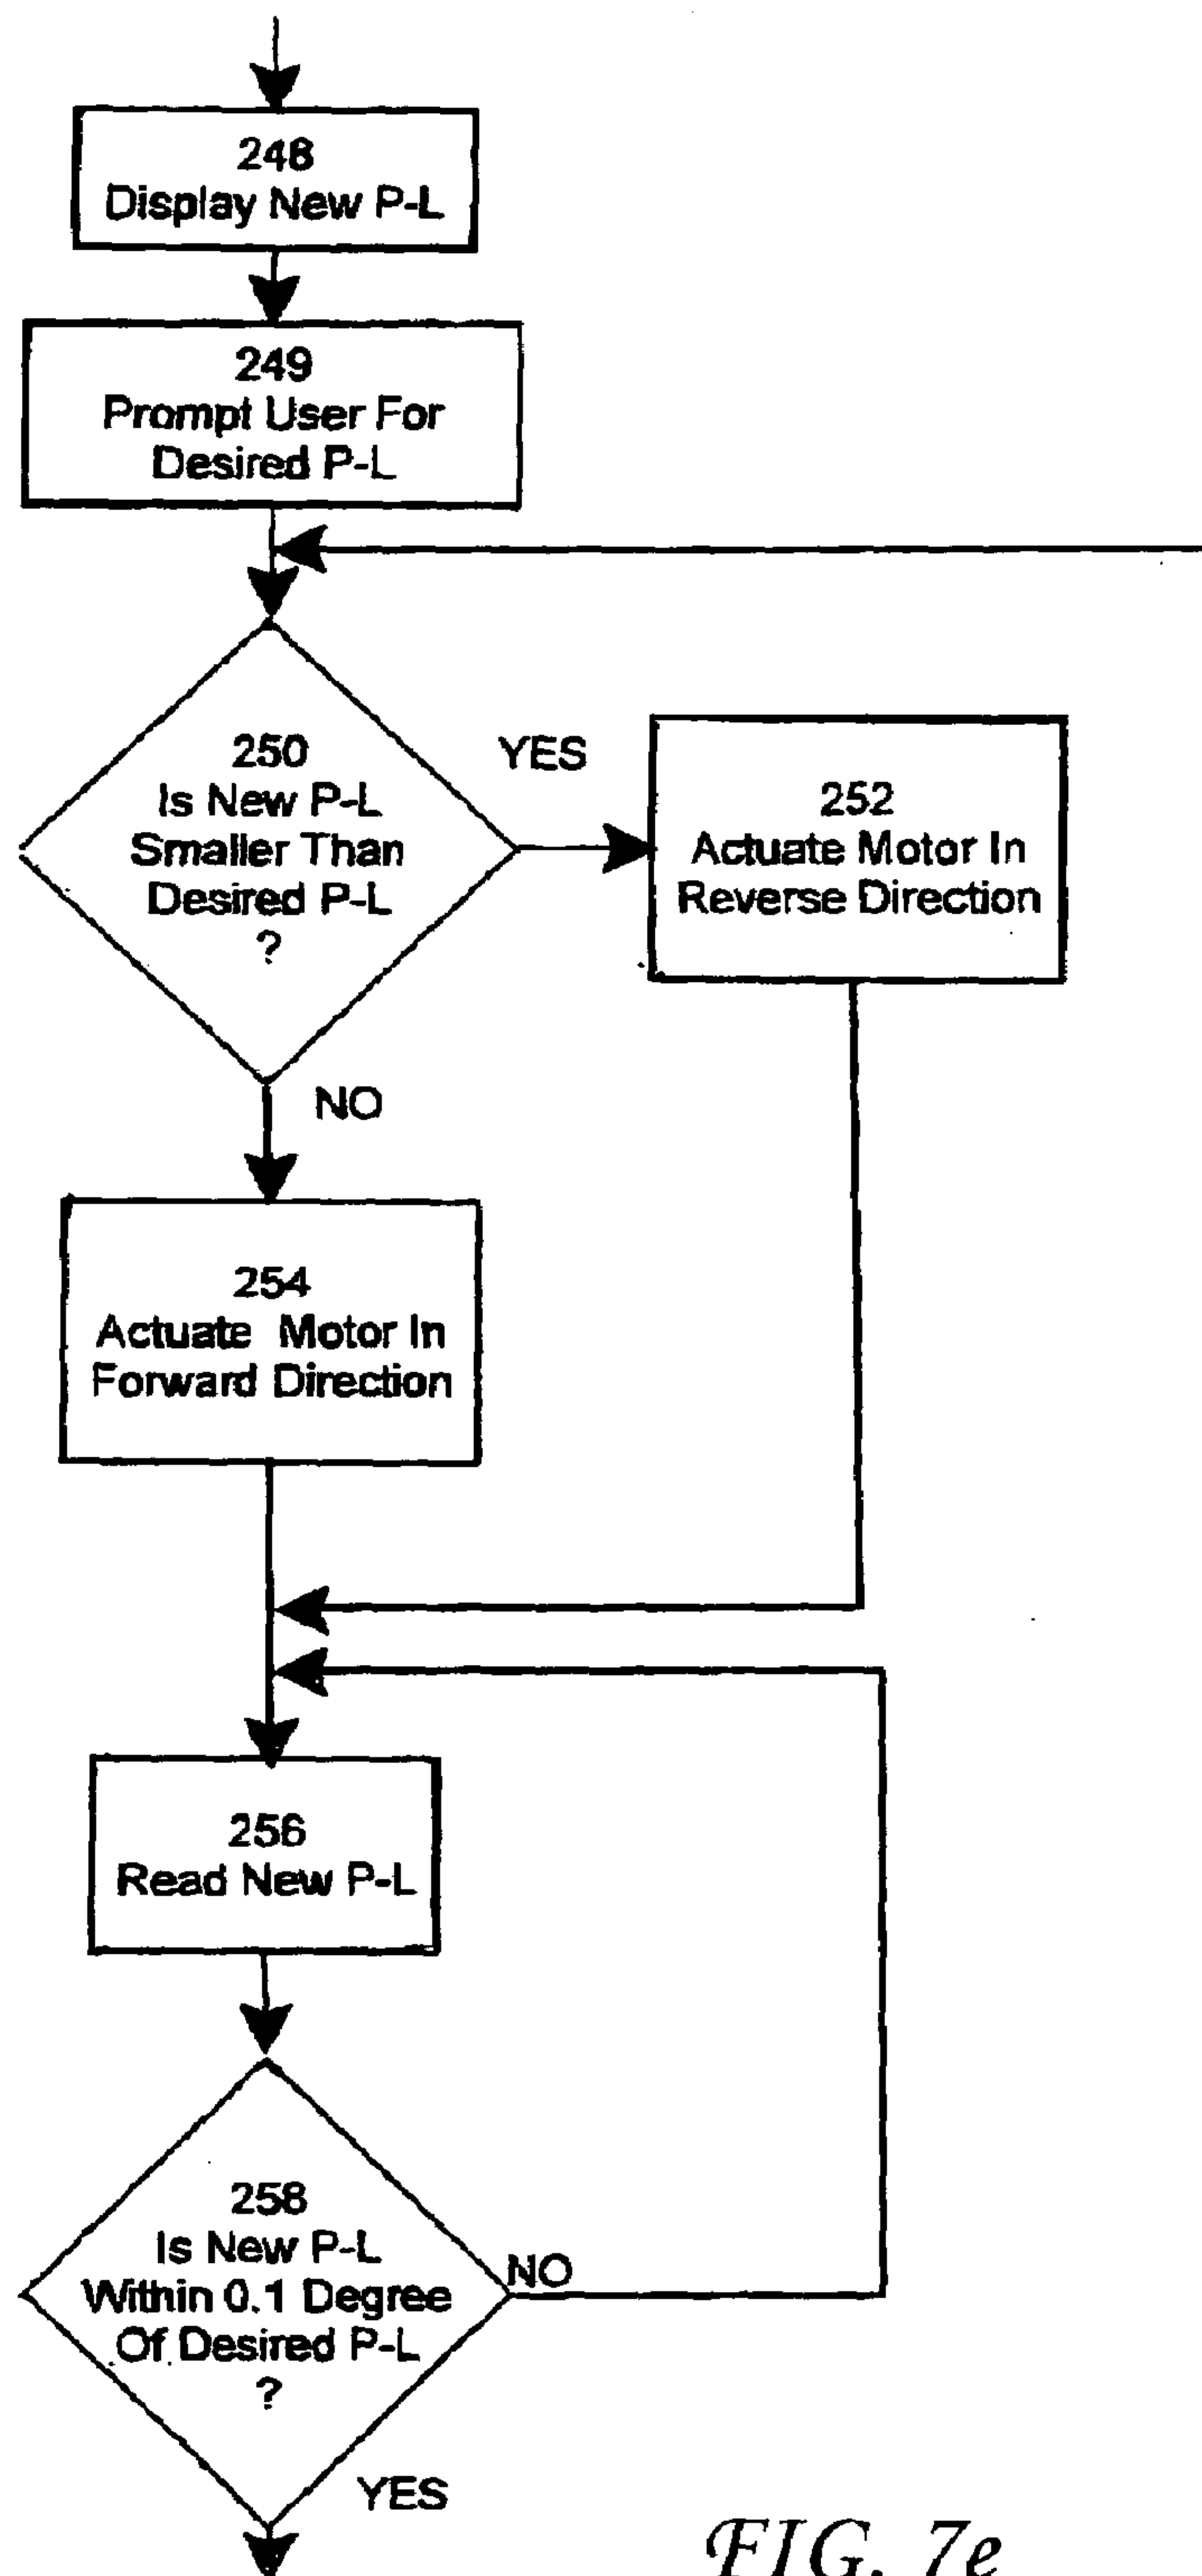 248
Display New P-L
249
Prompt User For
Desired P-L
250
Is New P-L
Smaller Than
Desired P-L
?
YES
252
Actuate Motor In
Reverse Direction
NO
254
Actuate Motor In
Forward Direction
256
Read New P-L
258
Is New P-L
Within 0.1 Degree
Of Desired P-L
?
NO
YES
FIG. 7e